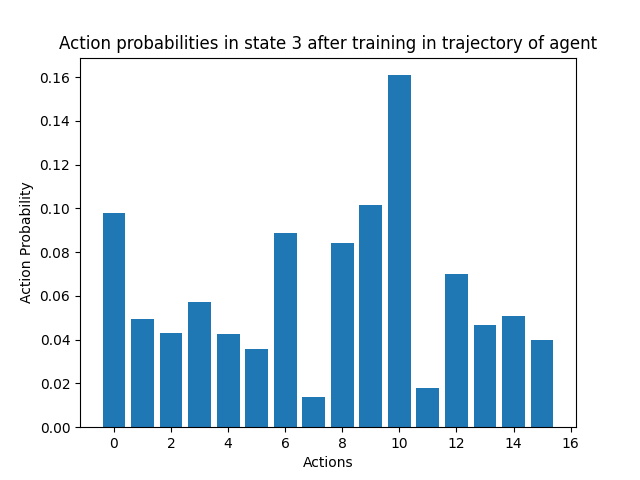 Action probabilities in state 3 after training in trajectory of agent
0.16
0.14
0.12
0.10
0.08
0.06
0.04
0.02
0.00
Action Probability
0 2 4 6 8 10 12 14 16
Actions